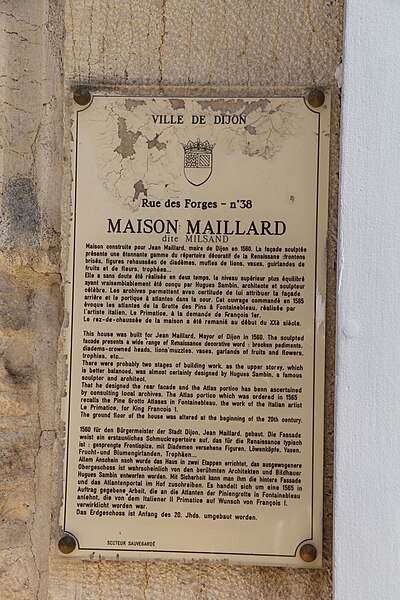 VILLE DE DIJON
Rue des Forges - n°38
MAISON MAILLARD
dite MILSAND
Maison construite pour Jean Maillard, maire de Dijon en 1560. La façade sculptée
présente une étonnante gamme du répertoire décoratif de la Renaissance :frontons
brisés, figures rehaussées de diadèmes, mufles de lions, vases, guirlandes de
fruits et de fleurs, trophées...
Elle a sans doute été réalisée en deux temps, le niveau supérieur plus équilibré
ayant vraisemblablement été conçu par Hugues Sambin, architecte et sculpteur
célèbre. Les archives permettent avec certitude de lui attribuer la façade
arrière et le portique à atlantes dans la cour. Cet ouvrage commandé en 1565
évoque les atlantes de la Grotte des Pins à Fontainebleau, réalisée par
l'artiste italien, Le Primatice, à la demande de François Ier.
Le rez-de-chaussée de la maison a été remanié au début du XXè siècle.
This house was built for Jean Maillard, Mayor of Dijon in 1560. The sculpted
facade presents a wide range of Renaissance decorative word : brocken pediments,
diadems-crowned heads, lions'muzzles, vases, garlands of fruits and flowers,
trophies, etc...
There were probably two stages of building work, as the upper storey, which
is better balanced, was almost certainly designed by Hugues Sambin, a famous
sculptor and architect.
That he designed the rear facade and the Atlas portico has benn ascertained
by consulting local archives. The Atlas portico which was ordered in 1565
recalls the Pine Grotto Atlases in Fontainebleau, the work of the Italian artist
Le Primatice, for King Francois 1.
The ground floor of the house was altered at the beginning of the 20th century.
1560 für den Bürgermeister der Stadt Dijon, Jean Maillard, gebaut. Die Fassade
weist ein erstaunliches Schmuckrepertoire auf, das für die Renaissance typisch
ist : gesprengte Frontispize, mit Diademen versehene Figuren, Löwenköpfe, Vasen,
Frucht-und Blumengirlanden, Trophäen...
Allem Anschein nach wurde das Haus in zwei Etappen errichtet, das ausgewogenere
Obergeschoss ist wahrscheinlich von den berühmten Architekten und Bildhauer
Hugues Sambin entworfen worden. Mit Sicherheit kann man ihm die hintere Fassade
und das Atlantenportal im Hof zuschreiben. Es handelt sich um eine 1565 in
Auftrag gegebene Arbeit, die an die Atlanten der Piniengrotte in Fontainebleau
anlehnt, die von dem Italiener Il Primatice auf Wunsch von François I.
verwirklicht worden war.
Das Erdgeschoss ist Anfang des 20. Jhds. umgebaut worden.
SECTEUR SAUVEGARDÉ